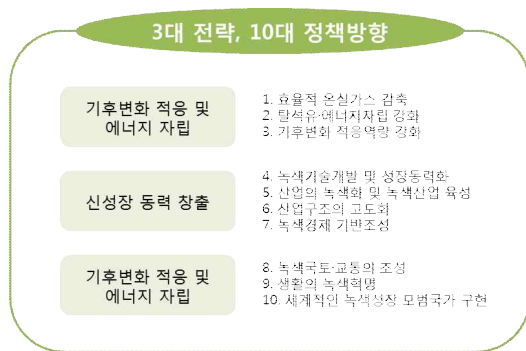 3대 전략, 10대 정책방향
기후변화 적응 및
에너지 자립
1. 효율적 온실가스 감축
2. 탈석유·에너지자립 강화
3. 기후변화 적응역량 강화
신성장 동력 창출
4. 녹색기술개발 및 성장동력화
5. 산업의 녹색화 및 녹색산업 육성
6. 산업구조의 고도화
7. 녹색경제 기반조성
기후변화 적응 및
에너지 자립
8. 녹색국토·교통의 조성
9. 생활의 녹색혁명
10. 세계적인 녹색성장 모범국가 구현